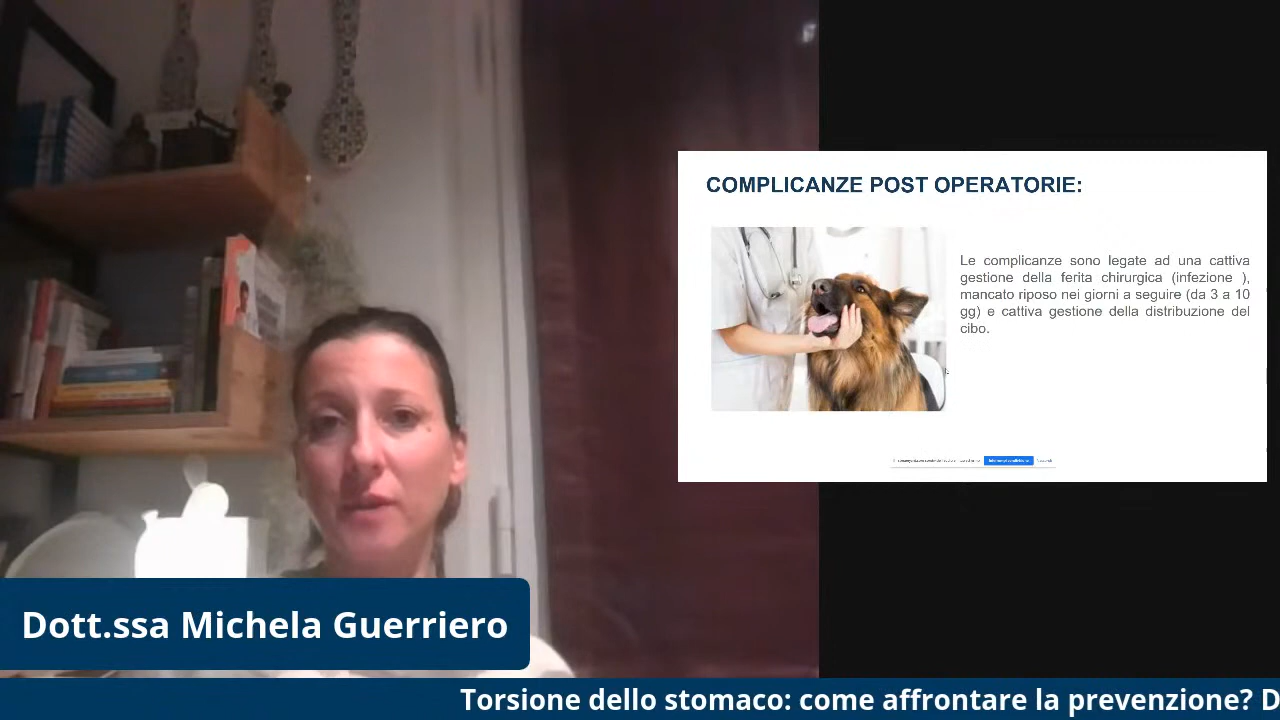 COMPLICANZE POST OPERATORIE:
Le complicanze sono legate ad una cattiva
gestione della ferita chirurgica (infezione ),
mancato riposo nei giorni a seguire (da 3 a 10
gg) e cattiva gestione della distribuzione del
cibo.
Dott.ssa Michela Guerriero
Torsione dello stomaco: come affrontare la prevenzione? D